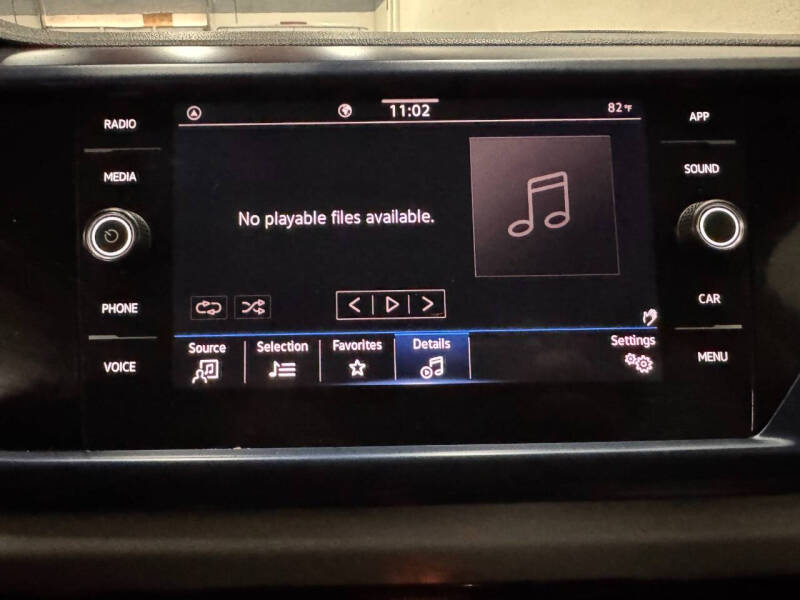 RADIO
MEDIA
PHONE
VOICE
11:02
82°F
No playable files available.
Source
Selection
Favorites
Details
Settings
APP
SOUND
CAR
MENU